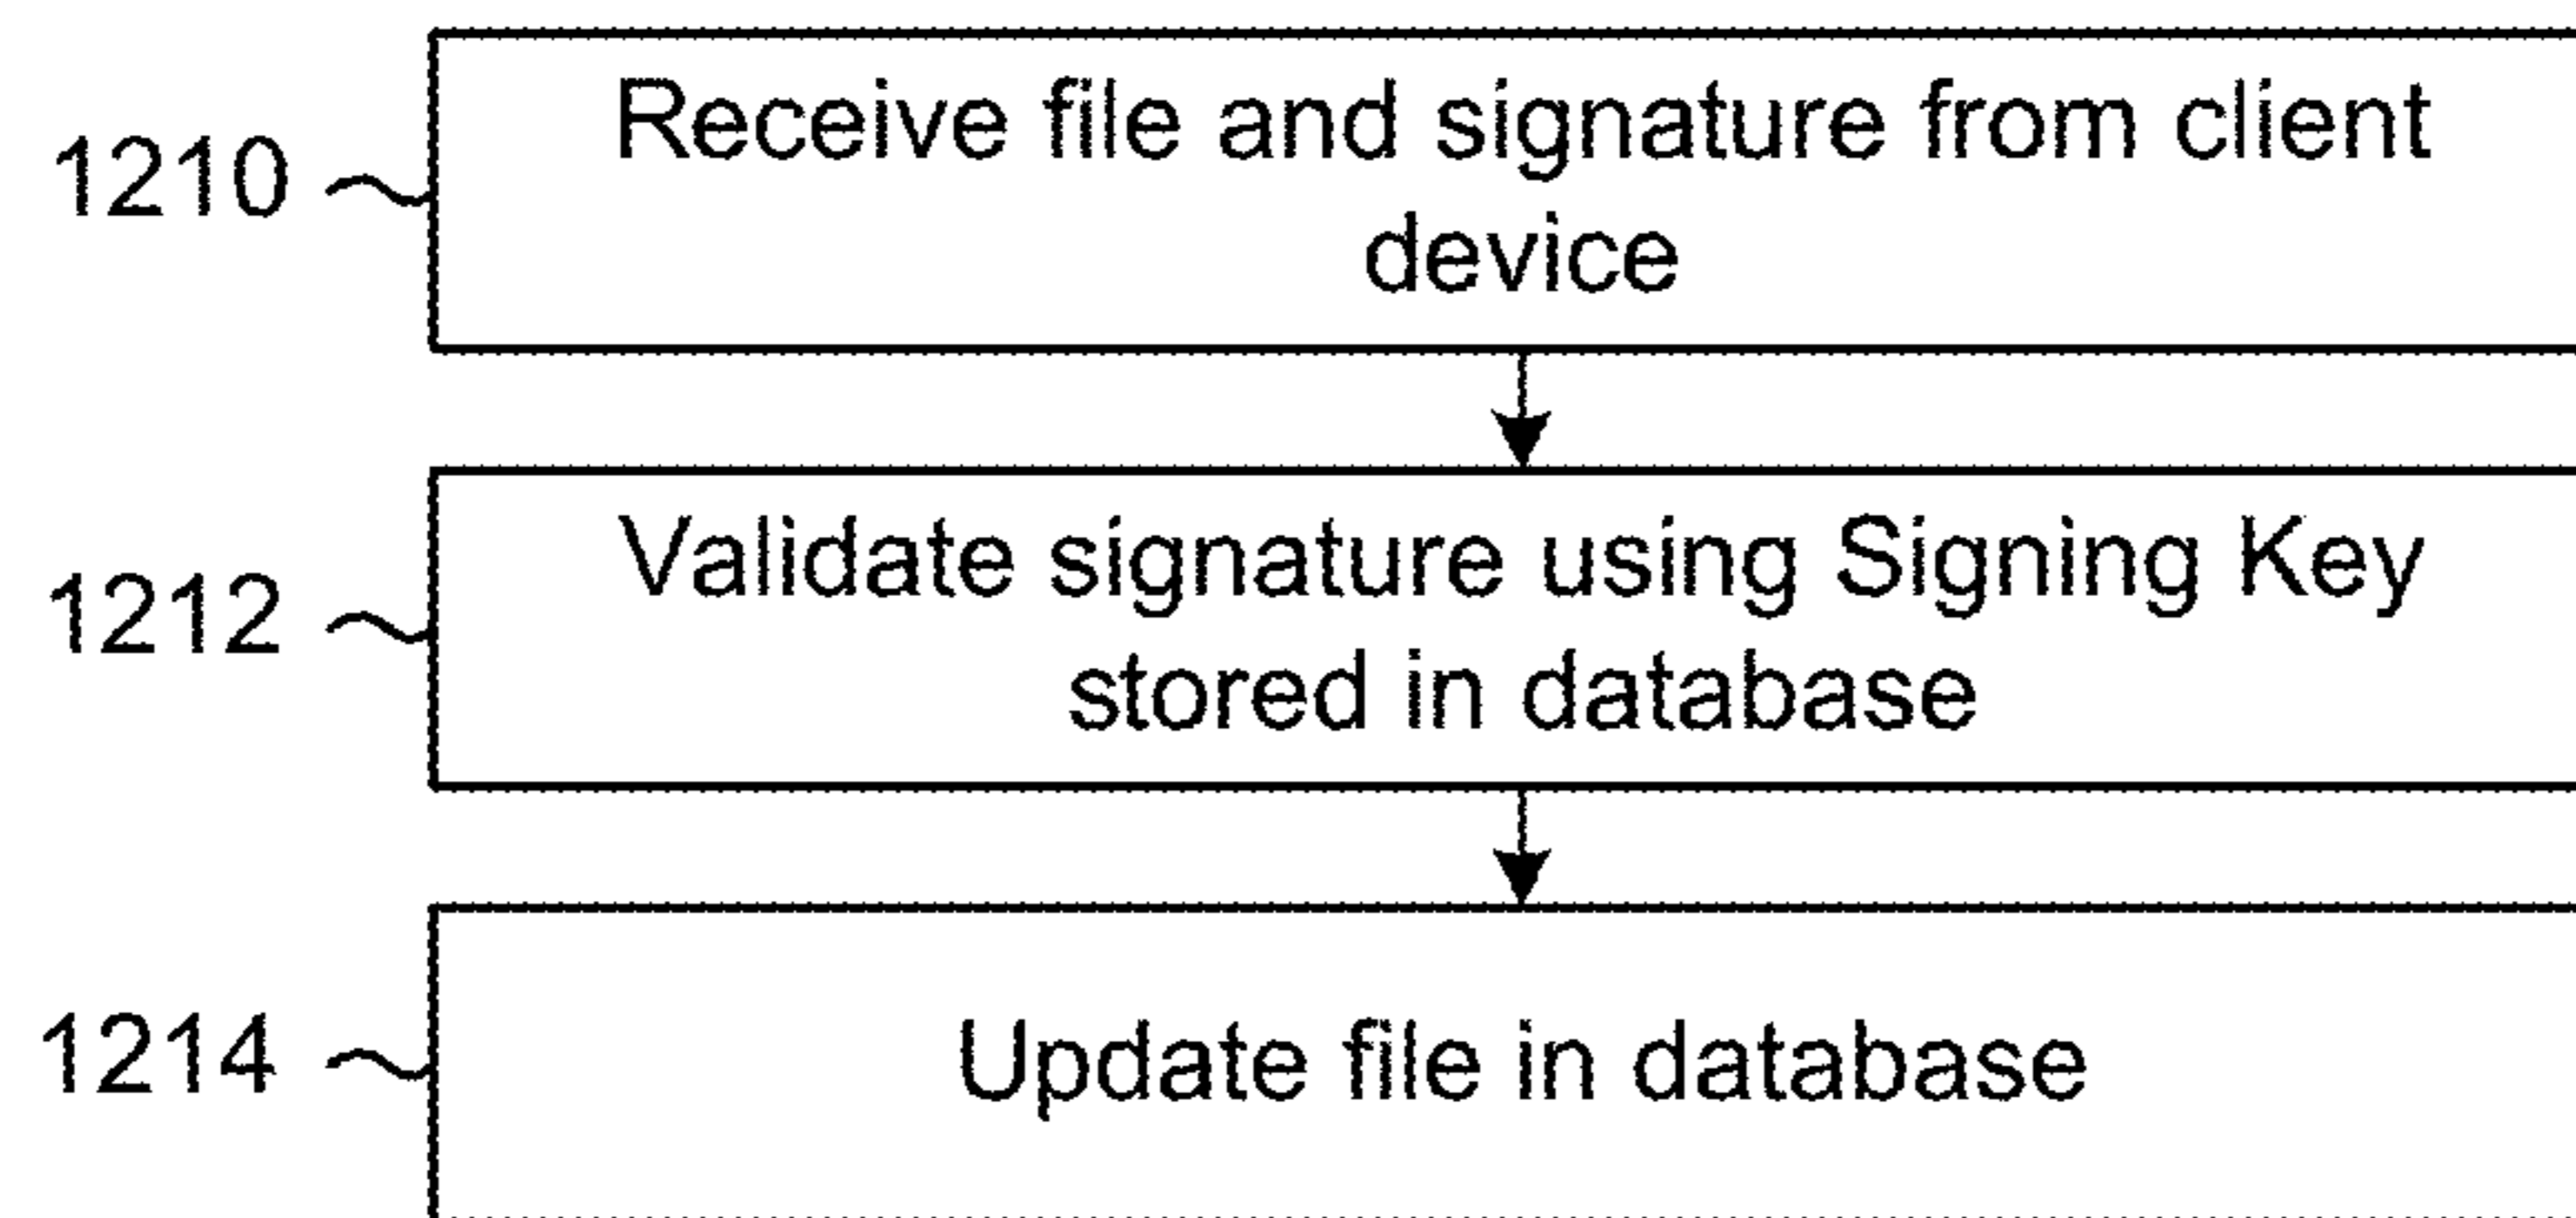 1210
Receive file and signature from client
device
1212
Validate signature using Signing Key
stored in database
1214
Update file in database